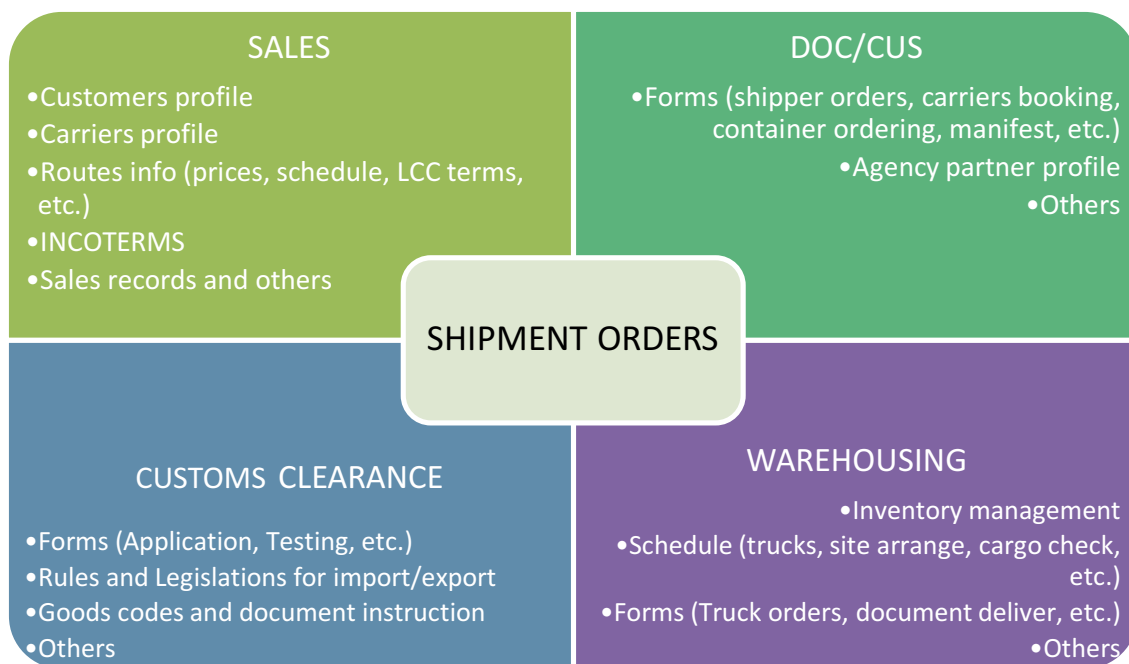 SALES
•Customers profile
•Carriers profile
•Routes info (prices, schedule, LCC terms,
etc.)
•INCOTERMS
•Sales records and others
DOC/CUS
•Forms (shipper orders, carriers booking,
container ordering, manifest, etc.)
•Agency partner profile
•Others
SHIPMENT ORDERS
CUSTOMS CLEARANCE
•Forms (Application, Testing, etc.)
•Rules and Legislations for import/export
•Goods codes and document instruction
•Others
WAREHOUSING
•Inventory management
•Schedule (trucks, site arrange, cargo check,
etc.)
•Forms (Truck orders, document deliver, etc.)
•Others